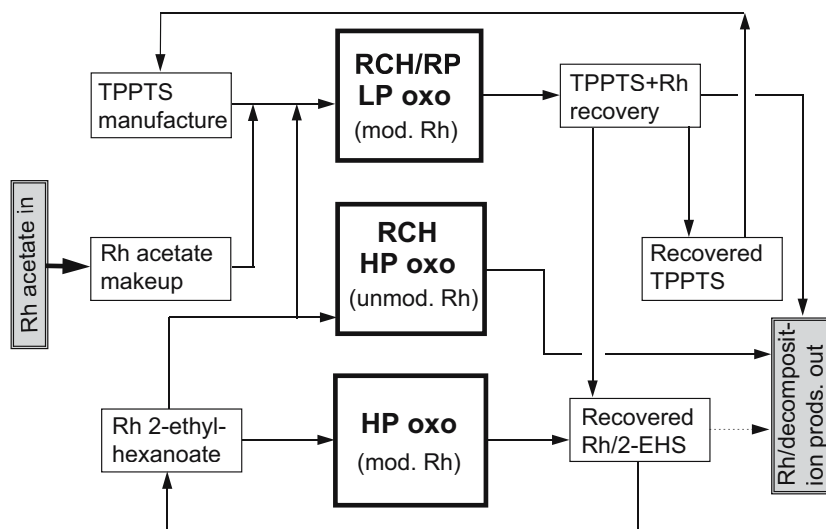 TPPTS
manufacture
RCH/RP
LP oxo
(mod. Rh)
TPPTS+Rh
recovery
Rh acetate in
Rh acetate
makeup
RCH
HP oxo
(unmod. Rh)
Recovered
TPPTS
Rh 2-ethyl-
hexanoate
HP oxo
(mod. Rh)
Recovered
Rh/2-EHS
Rh/decomposit-
ion prods. out